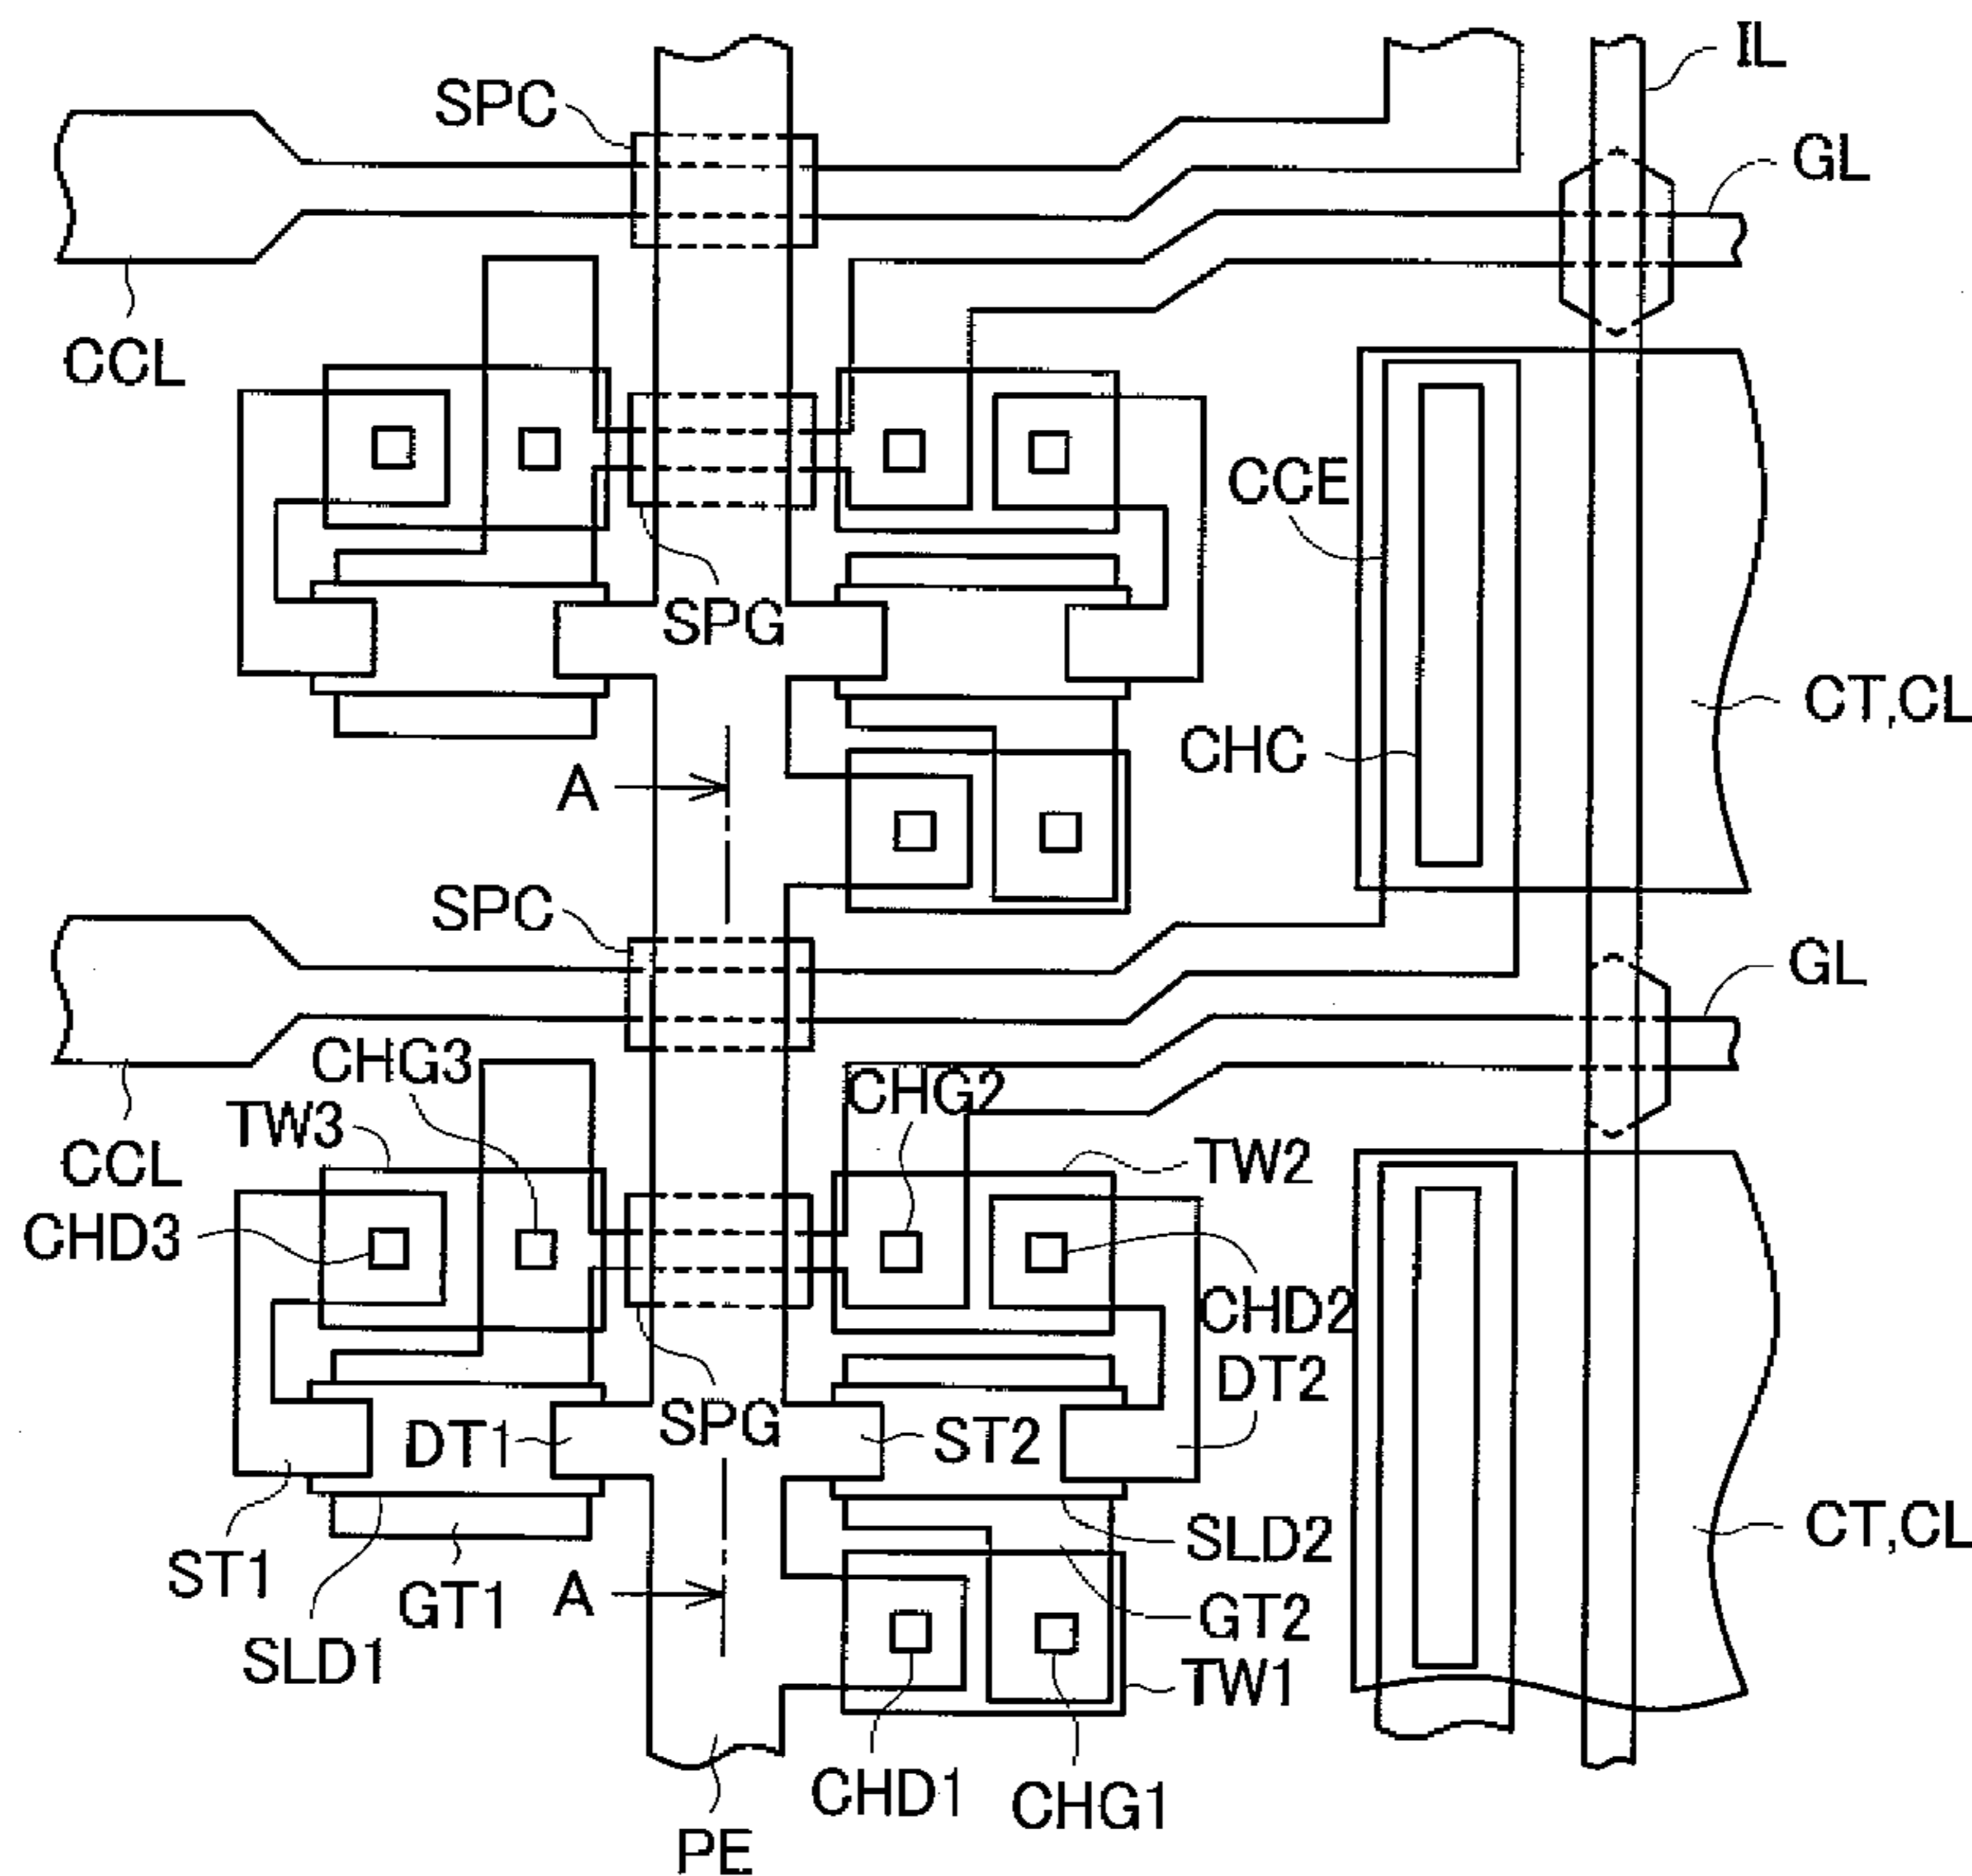 IL
SPC
GL
CCL
CCE
SPG
CT,CL
CHC
A
SPC
GL
CHG3
CHG2
TW3
CCL
TW2
CHD3
CHD2
DT2
SPG
DT1
ST2
SLD2
ST1
CT,CL
GT1
A
GT2
SLD1
TW1
CHD1
CHG1
PE